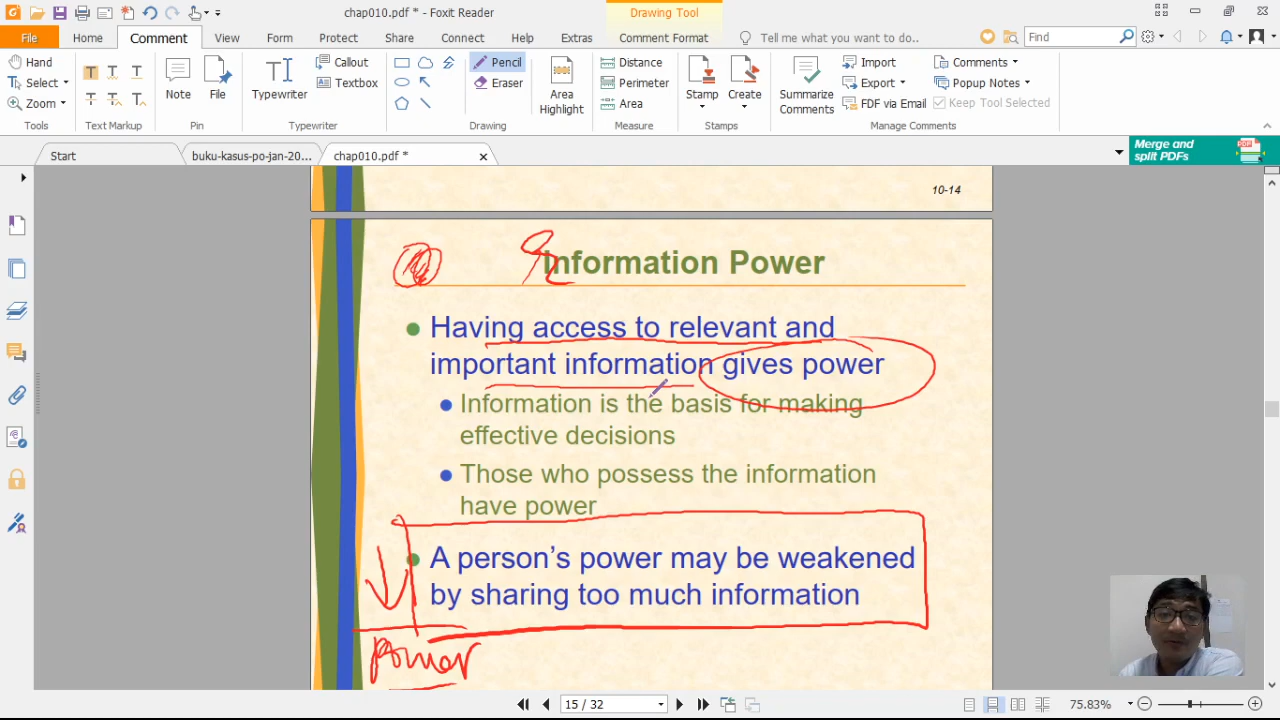 chap010.pdf * - Foxit Reader
Drawing Tool
File Home Comment View Form Protect Share Connect Help Extras Comment Format Tell me what you want to do.. Find
Hand
Select
Zoom
Tools
Text Markup
Note
File
Pin
Typewriter
Callout
Textbox
Typewriter
Pencil
Eraser
Drawing
Area Highlight
Distance
Perimeter
Area
Measure
Stamp
Create
Stamps
Summarize Comments
Import
Export
FDF via Email
Comments
Popup Notes
Keep Tool Selected
Manage Comments
Start
buku-kasus-po-jan-20...
chap010.pdf *
Merge and
split PDFs
10-14
Information Power
Having access to relevant and
important information gives power
Information is the basis for making
effective decisions
Those who possess the information
have power
A person's power may be weakened
by sharing too much information
power
15 / 32
75.83%